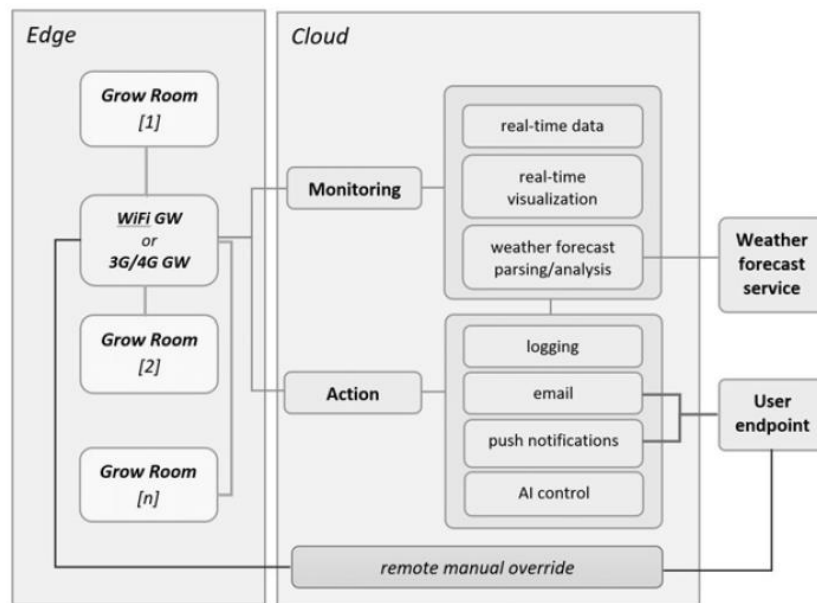 Edge
Grow Room
[1]
WiFi GW
or
3G/4G GW
Grow Room
[2]
Grow Room
[n]
Cloud
Monitoring
real-time data
real-time
visualization
weather forecast
parsing/analysis
Action
logging
email
push notifications
AI control
remote manual override
Weather
forecast
service
User
endpoint